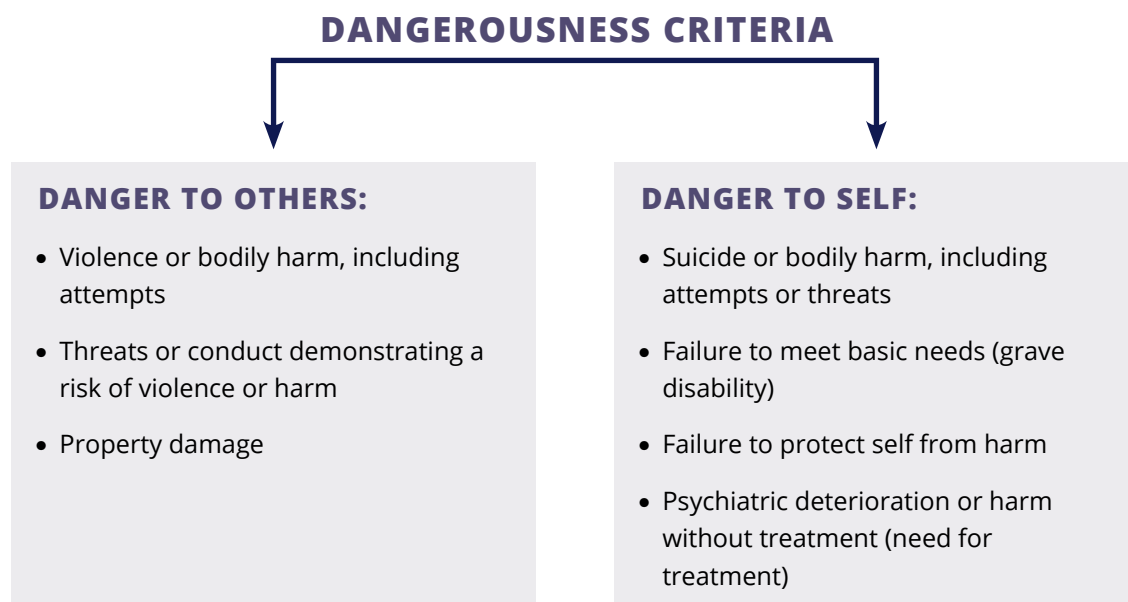 DANGEROUSNESS CRITERIA
DANGER TO OTHERS:
• Violence or bodily harm, including
attempts
• Threats or conduct demonstrating a
risk of violence or harm
• Property damage
DANGER TO SELF:
• Suicide or bodily harm, including
attempts or threats
• Failure to meet basic needs (grave
disability)
• Failure to protect self from harm
• Psychiatric deterioration or harm
without treatment (need for
treatment)